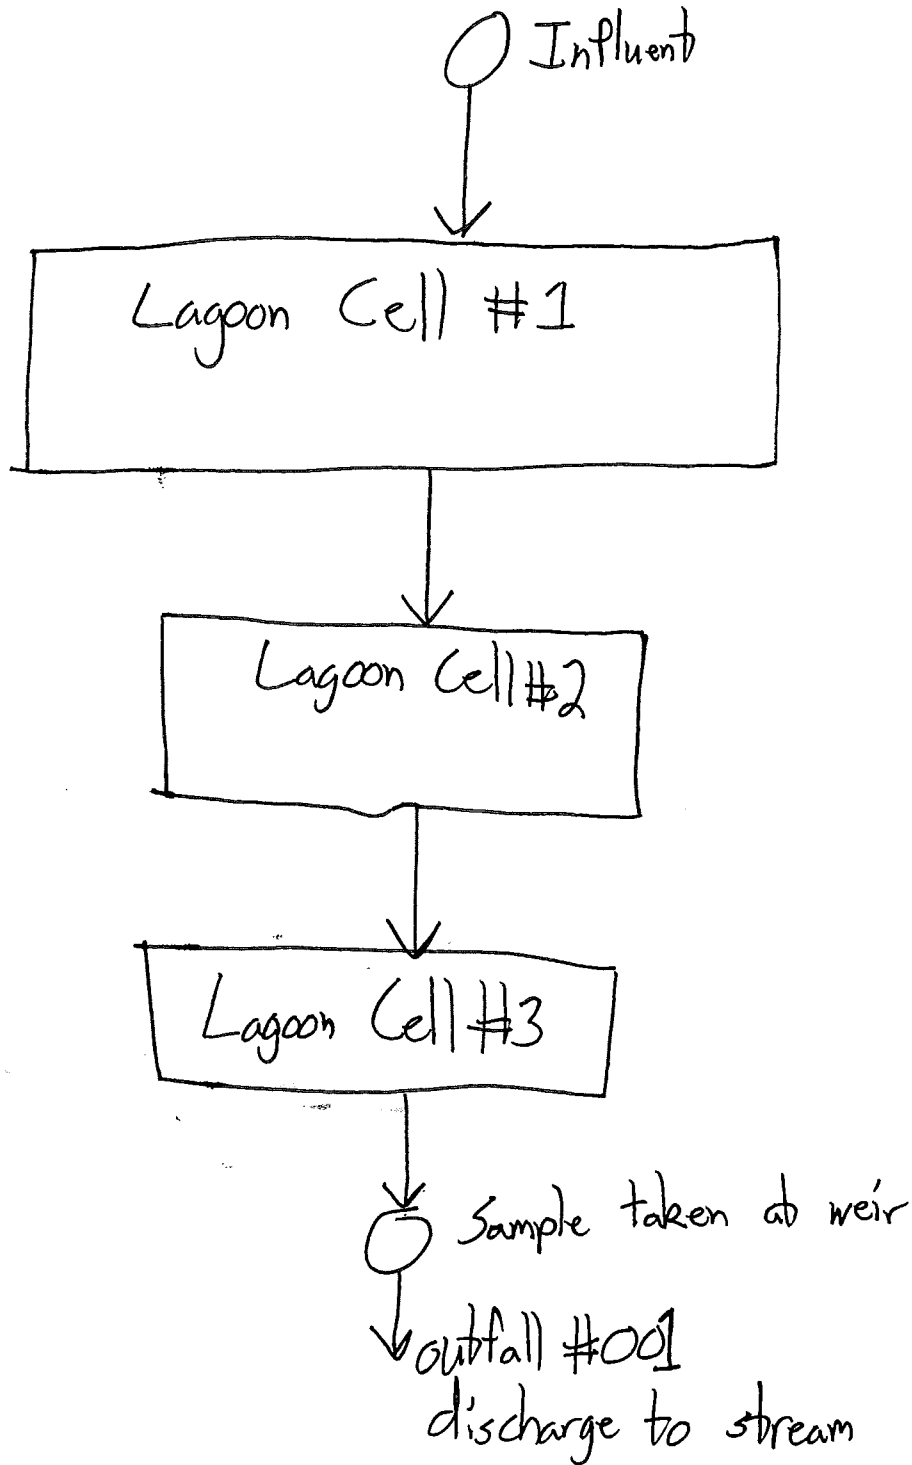 Influent
Lagoon Cell #1
Lagoon Cell #2
Lagoon Cell #3
Sample taken at weir
outfall #001
discharge to stream